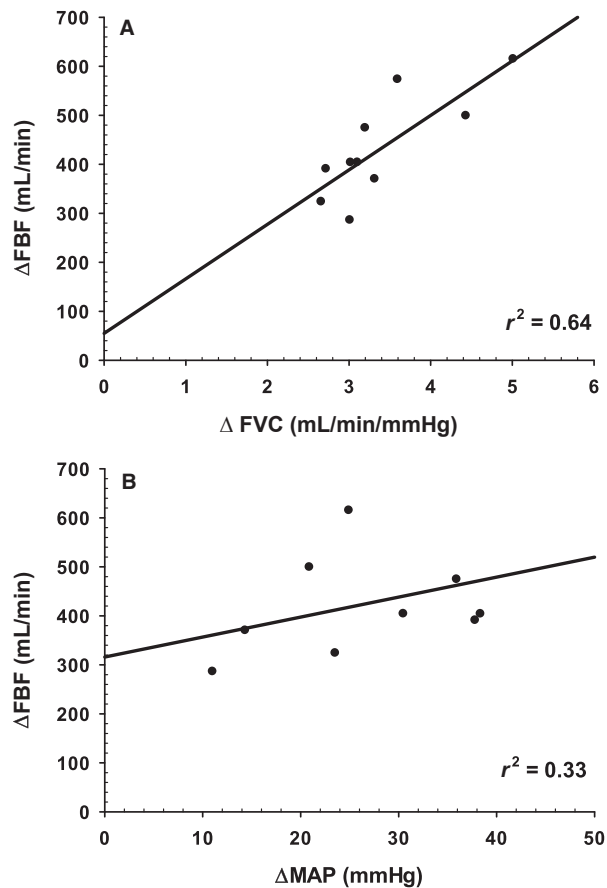 A
700
600
500
400
300
200
100
0
ΔFBF (mL/min)
r² = 0.64
0 1 2 3 4 5 6
Δ FVC (mL/min/mmHg)
B
700
600
500
400
300
200
100
0
ΔFBF (mL/min)
r² = 0.33
0 10 20 30 40 50
ΔMAP (mmHg)